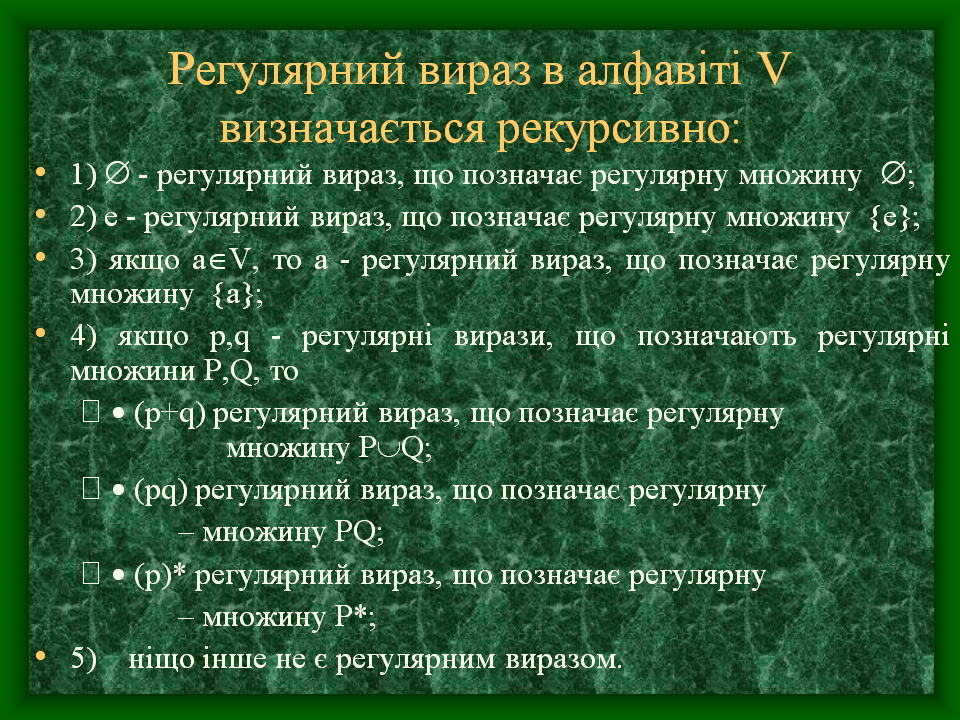 Регулярний вираз в алфавіті V
визначається рекурсивно:
• 1) ∅ - регулярний вираз, що позначає регулярну множину ∅;
• 2) e - регулярний вираз, що позначає регулярну множину {e};
• 3) якщо a∈V, то a - регулярний вираз, що позначає регулярну
множину {a};
• 4) якщо p,q - регулярні вирази, що позначають регулярні
множини P,Q, то
□ • (p+q) регулярний вираз, що позначає регулярну
множину P∪Q;
□ • (pq) регулярний вираз, що позначає регулярну
– множину PQ;
□ • (p)* регулярний вираз, що позначає регулярну
– множину P*;
• 5) ніщо інше не є регулярним виразом.